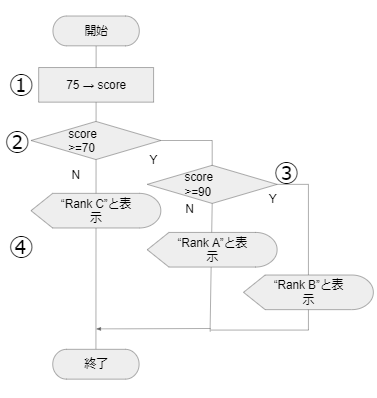 開始
①
75 → score
②
score
>=70
Y
N
③
score
>=90
N
Y
“Rank C”と表
示
④
“Rank A”と表
示
“Rank B”と表
示
終了